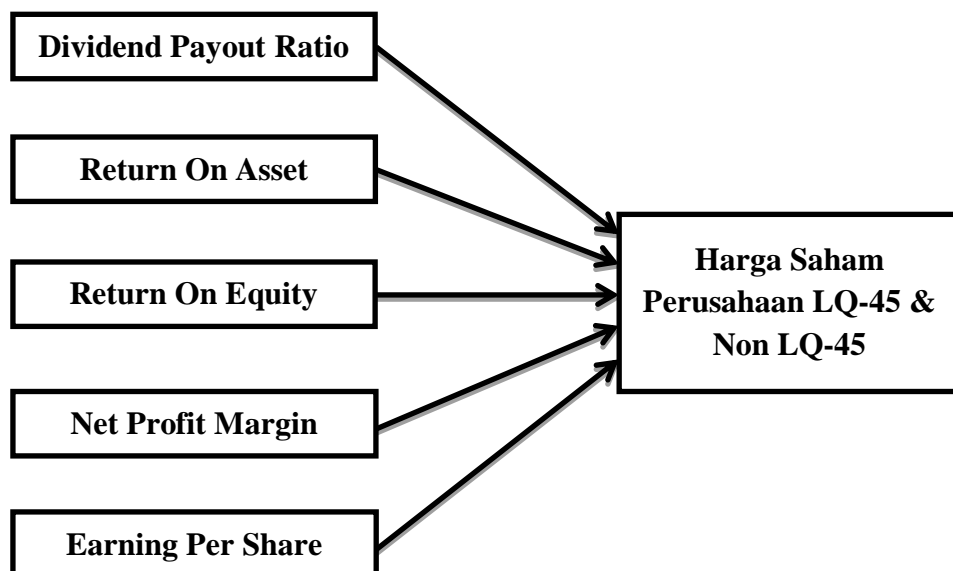 Dividend Payout Ratio
Return On Asset
Return On Equity
Net Profit Margin
Earning Per Share
Harga Saham
Perusahaan LQ-45 &
Non LQ-45